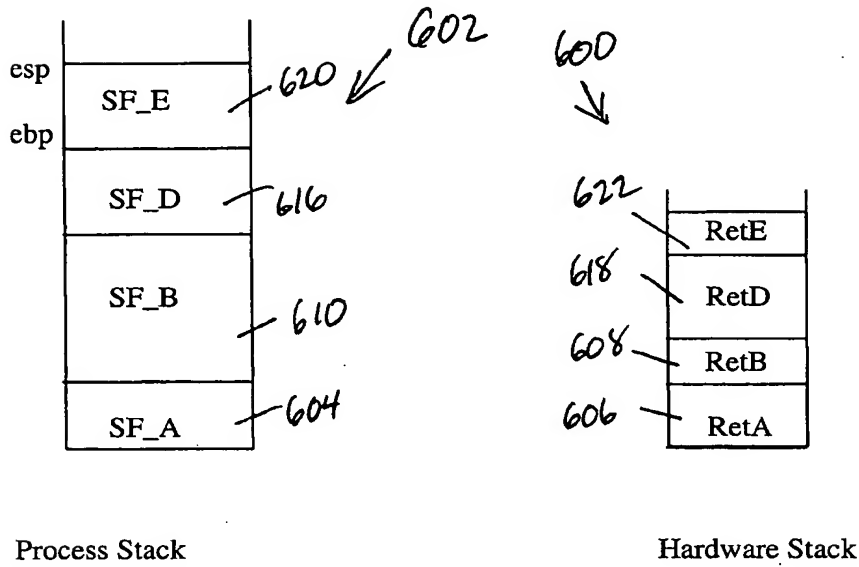 602
600
esp
SF_E
620
ebp
SF_D
616
622
RetE
SF_B
618
RetD
610
608
RetB
SF_A
604
606
RetA
Process Stack
Hardware Stack